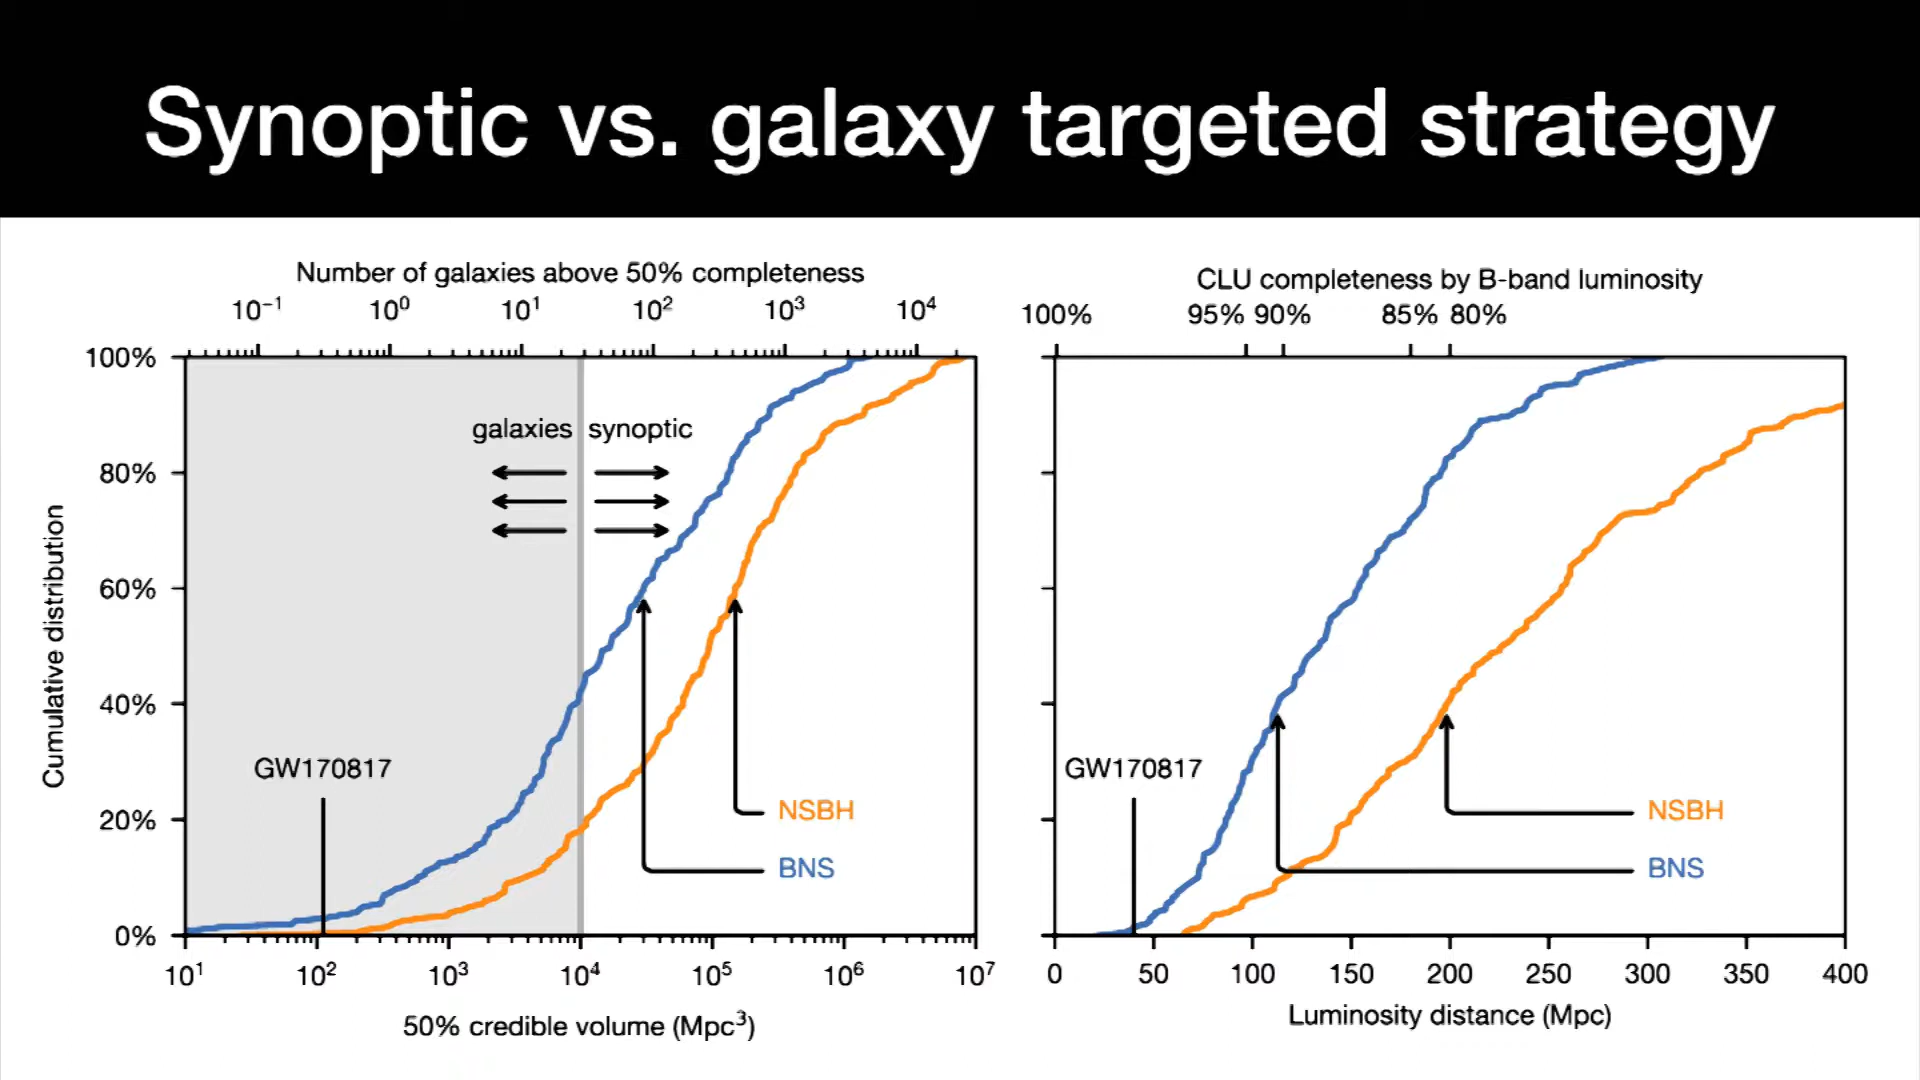 Synoptic vs. galaxy targeted strategy
Number of galaxies above 50% completeness
10⁻¹ 10⁰ 10¹ 10² 10³ 10⁴
100%
80%
60%
40%
20%
0%
Cumulative distribution
galaxies synoptic
GW170817
NSBH
BNS
10¹ 10² 10³ 10⁴ 10⁵ 10⁶ 10⁷
50% credible volume (Mpc³)
CLU completeness by B-band luminosity
100% 95% 90% 85% 80%
GW170817
NSBH
BNS
0 50 100 150 200 250 300 350 400
Luminosity distance (Mpc)